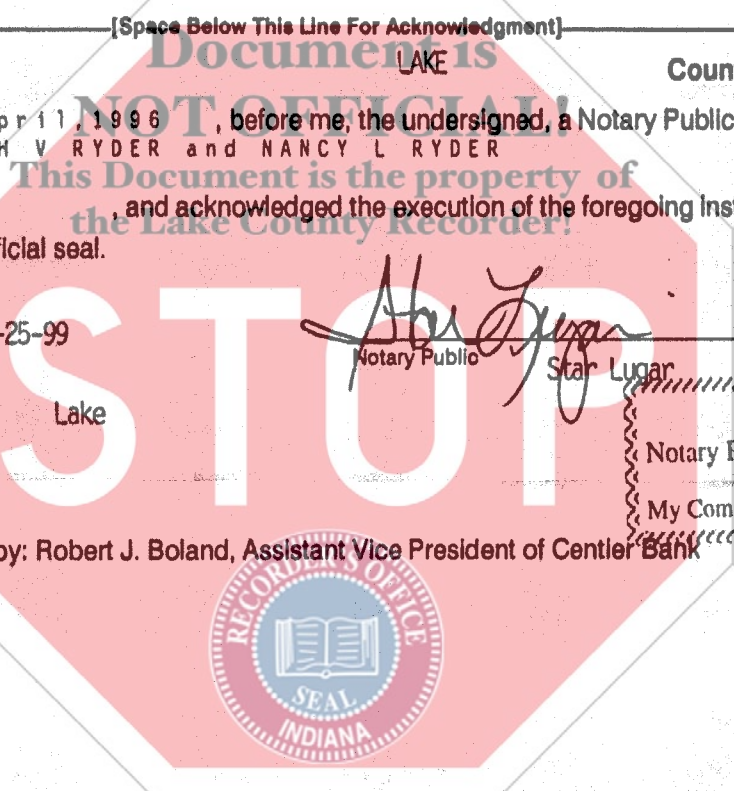 [Space Below This Line For Acknowledgment]
Document is
LAKE Coun
NOT OFFICIAL!
pril, 1996 , before me, the undersigned, a Notary Public
H V RYDER and NANCY L RYDER
This Document is the property of
, and acknowledged the execution of the foregoing inst
the Lake County Recorder!
ficial seal.
STOP
-25-99
Star Lugar
Notary Public
Star Lugar
Lake
Notary
My Com
by: Robert J. Boland, Assistant Vice President of Centier Bank
RECORDER'S OFFICE
SEAL
INDIANA